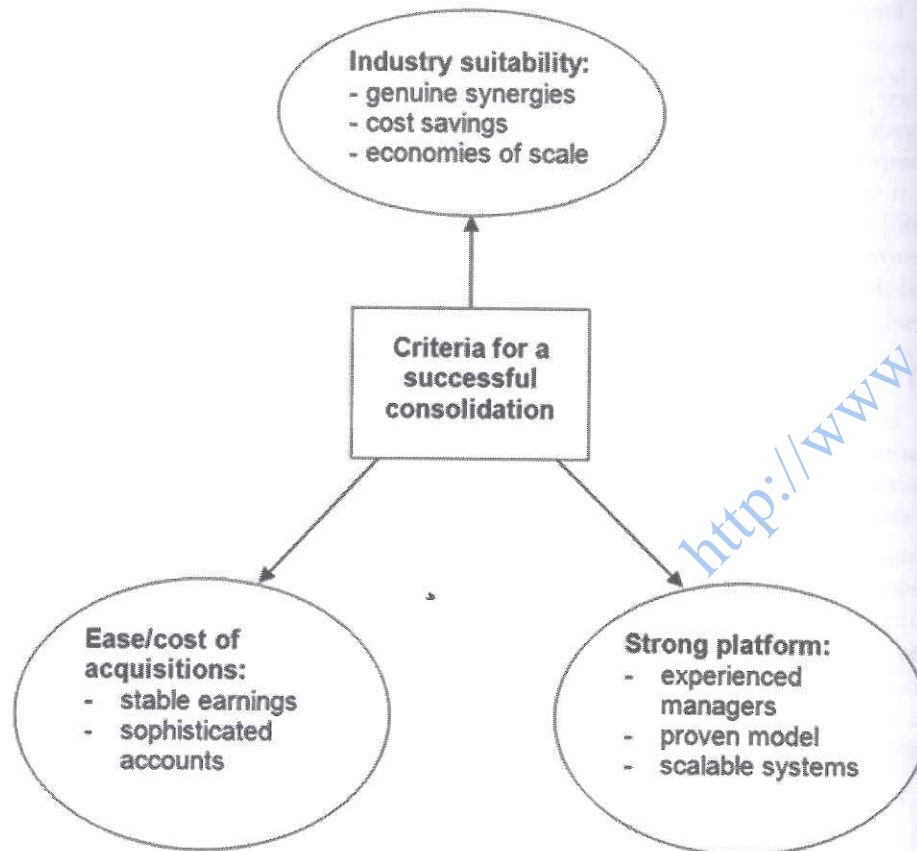 Industry suitability:
- genuine synergies
- cost savings
- economies of scale
Criteria for a
successful
consolidation
http://www
Ease/cost of
acquisitions:
- stable earnings
- sophisticated
accounts
Strong platform:
- experienced
managers
- proven model
- scalable systems